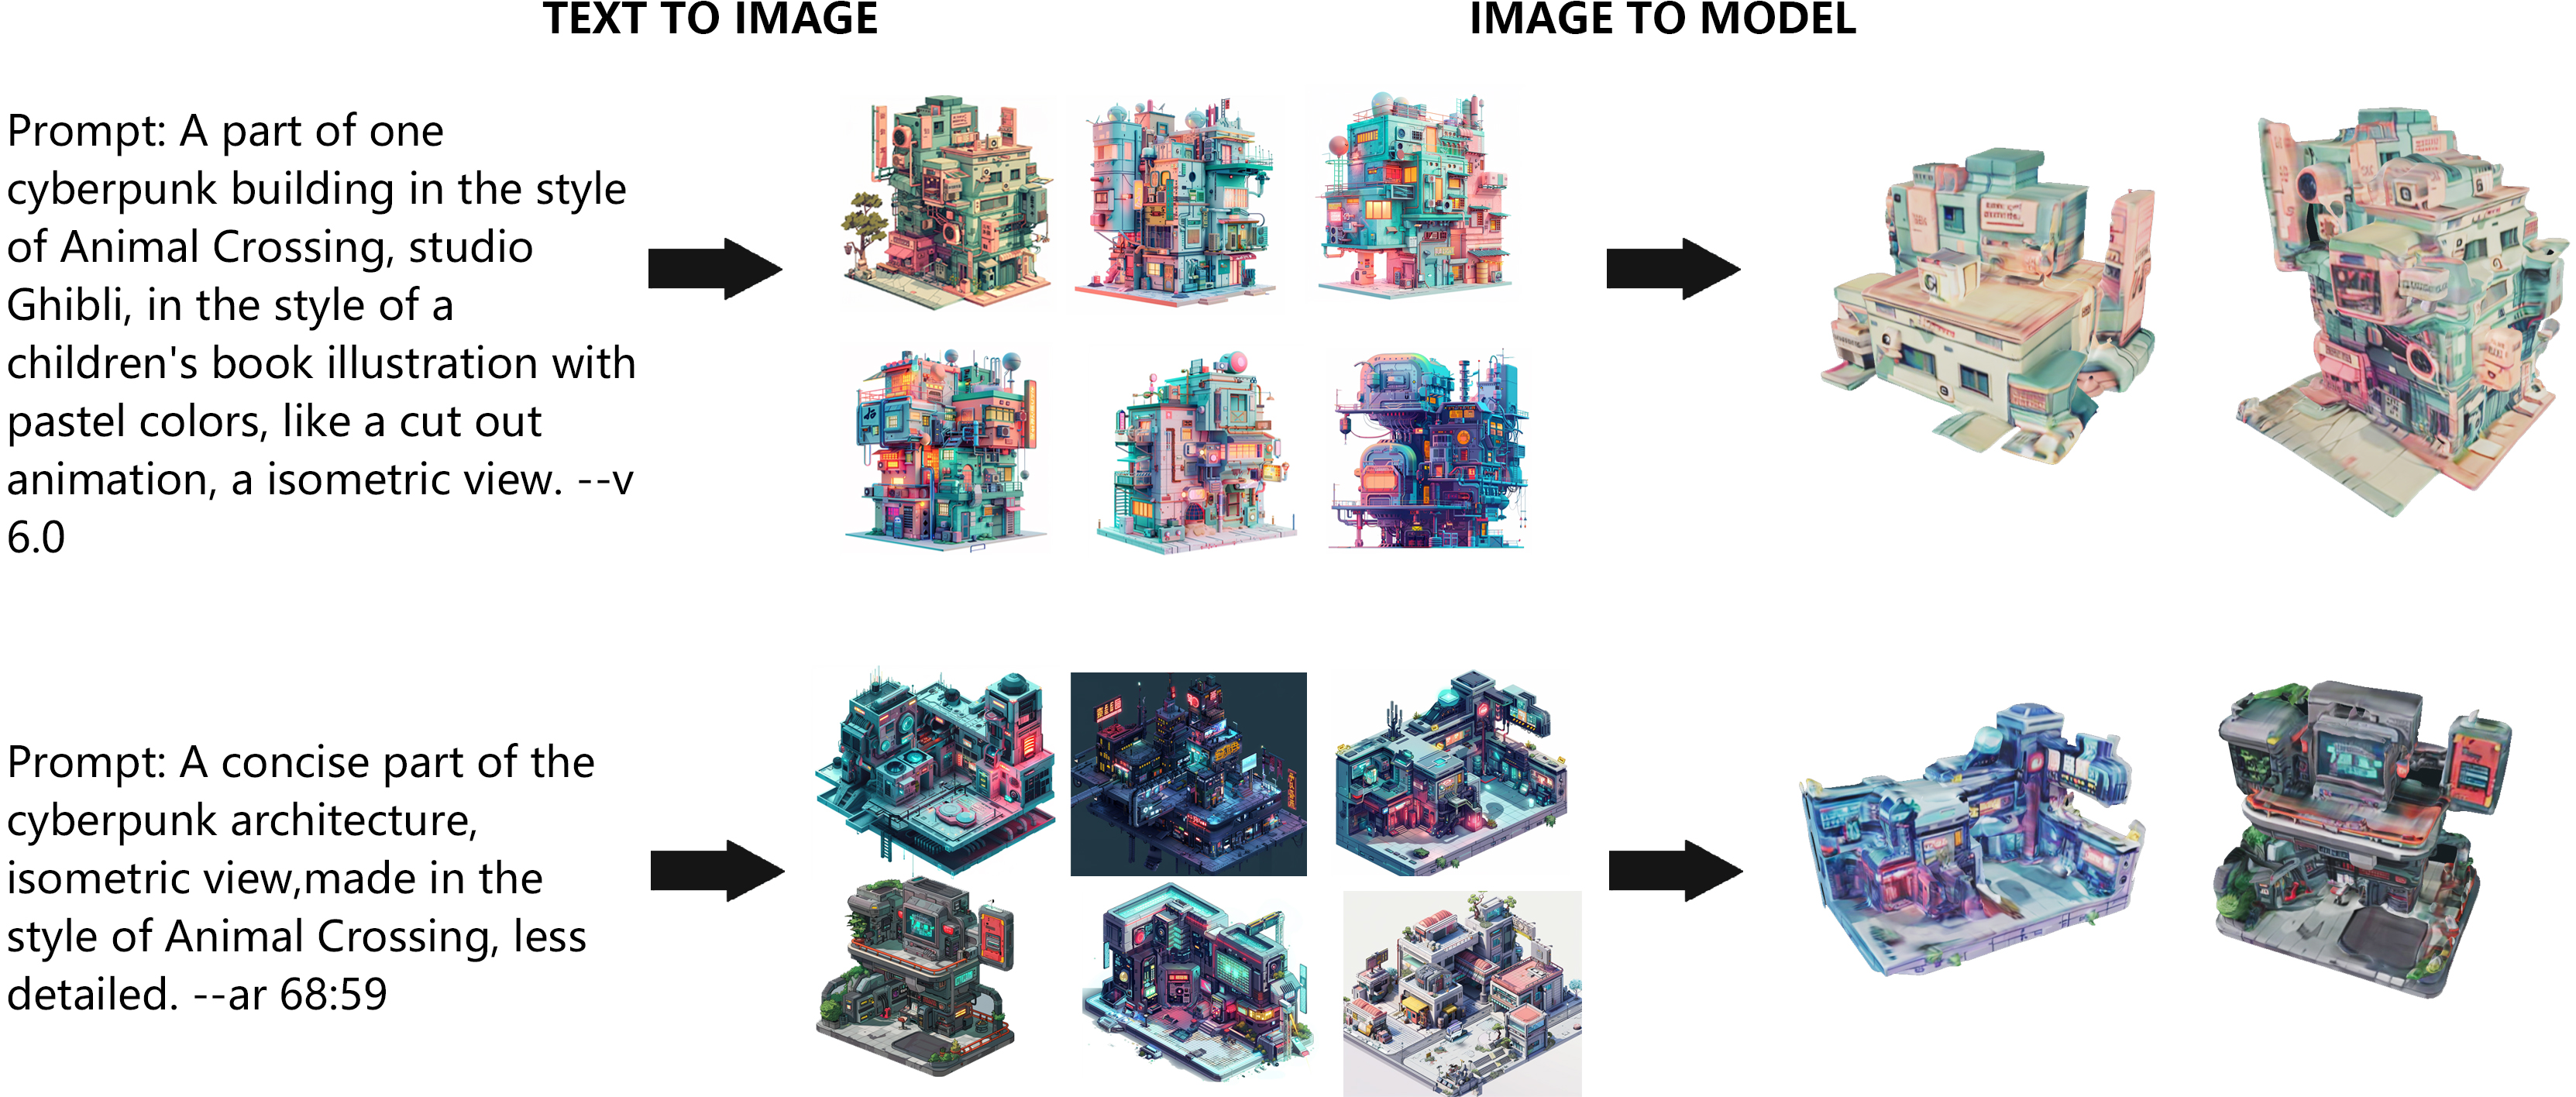 TEXT TO IMAGE
IMAGE TO MODEL
Prompt: A part of one
cyberpunk building in the style
of Animal Crossing, studio
Ghibli, in the style of a
children's book illustration with
pastel colors, like a cut out
animation, a isometric view. --v
6.0
Prompt: A concise part of the
cyberpunk architecture,
isometric view,made in the
style of Animal Crossing, less
detailed. --ar 68:59